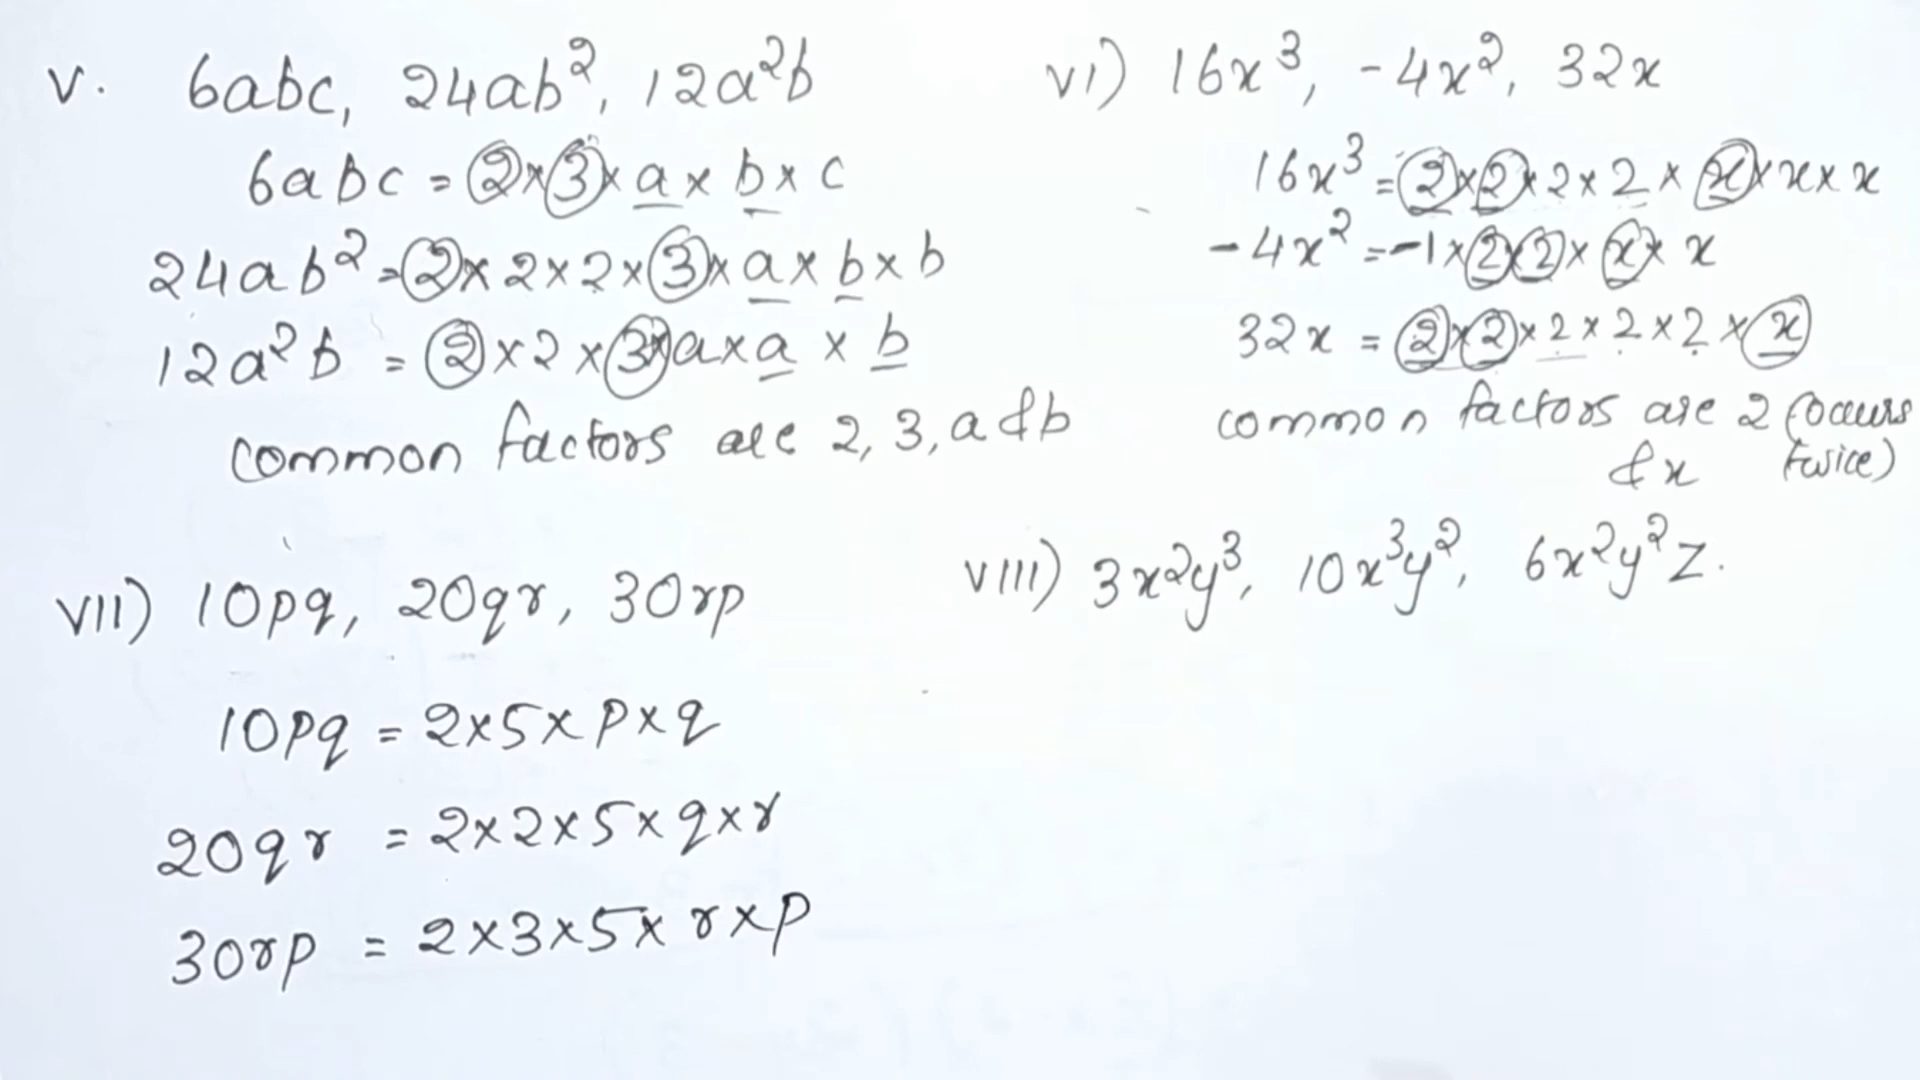 v. 6abc, 24ab², 12a²b
6abc = 2×3×a×b×c
24ab² = 2×2×2×3×a×b×b
12a²b = 2×2×3×a×a×b
common factors are 2, 3, a & b
vi) 16x³, -4x², 32x
16x³ = 2×2×2×2×x×x×x
-4x² = -1×2×2×x×x
32x = 2×2×2×2×2×x
common factors are 2 (occurs
& x twice)
vii) 10pq, 20qr, 30rp
10pq = 2×5×p×q
20qr = 2×2×5×q×r
30rp = 2×3×5×r×p
viii) 3x²y³, 10x³y², 6x²y²z.